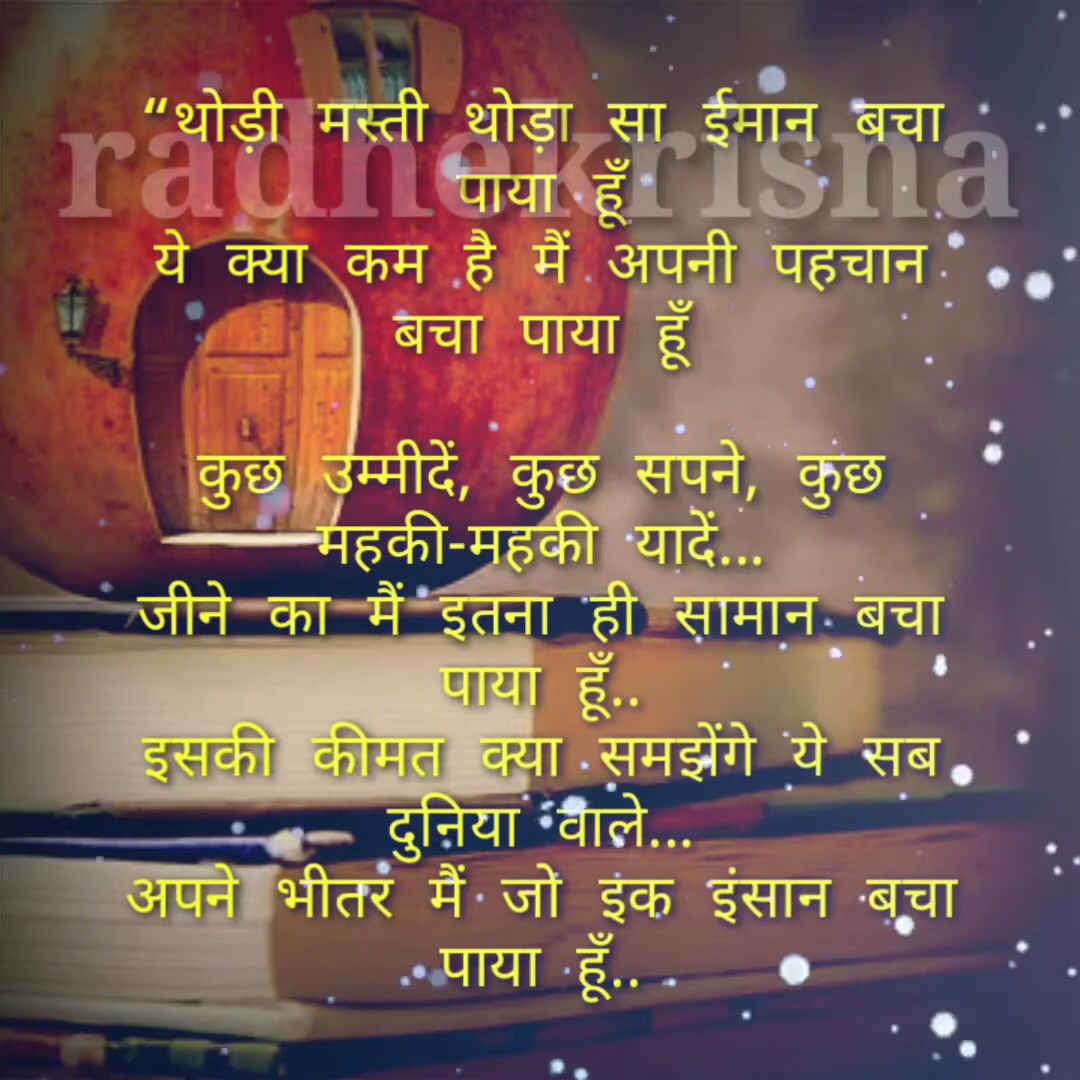 radhekrisna
“थोड़ी मस्ती थोड़ा सा ईमान बचा
पाया हूँ
ये क्या कम है मैं अपनी पहचान
बचा पाया हूँ
कुछ उम्मीदें, कुछ सपने, कुछ
महकी-महकी यादें...
जीने का मैं इतना ही सामान बचा
पाया हूँ..
इसकी कीमत क्या समझेंगे ये सब
दुनिया वाले...
अपने भीतर मैं जो इक इंसान बचा
पाया हूँ..